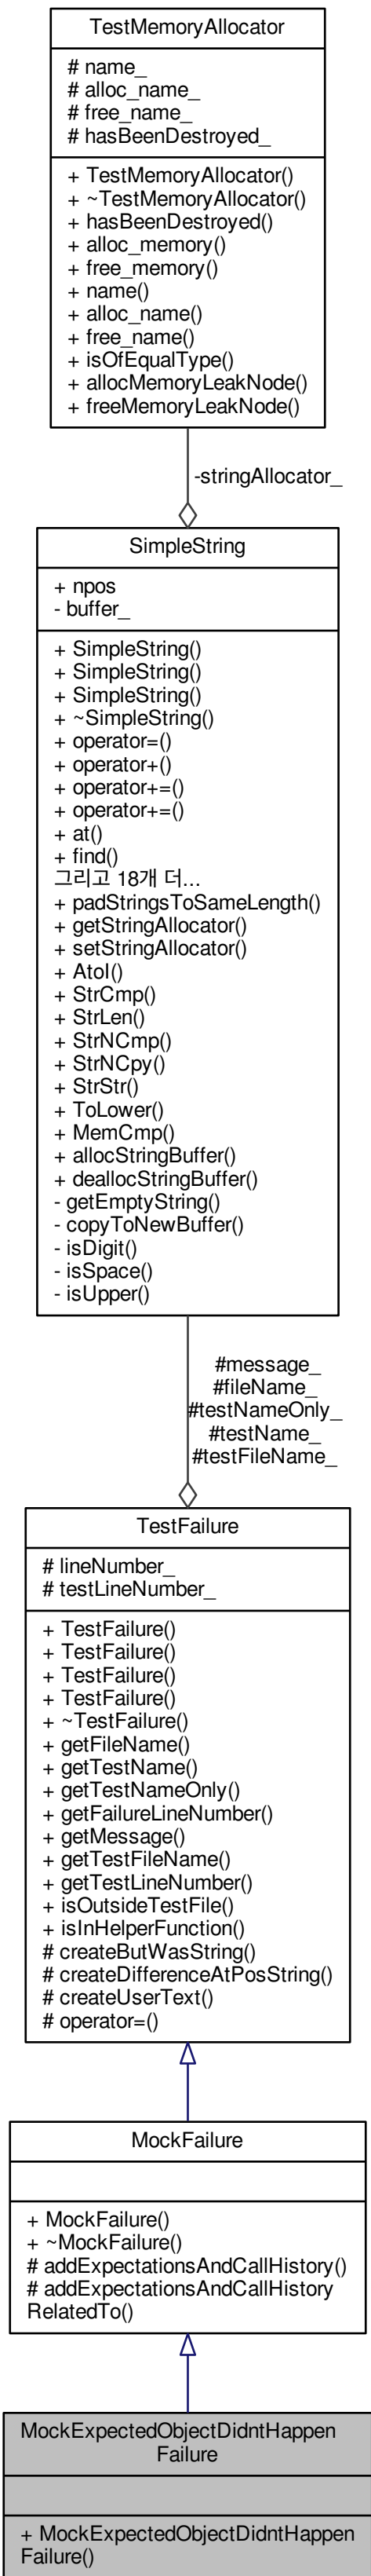 TestMemoryAllocator
# name_
# alloc_name_
# free_name_
# hasBeenDestroyed_
+ TestMemoryAllocator()
+ ~TestMemoryAllocator()
+ hasBeenDestroyed()
+ alloc_memory()
+ free_memory()
+ name()
+ alloc_name()
+ free_name()
+ isOfEqualType()
+ allocMemoryLeakNode()
+ freeMemoryLeakNode()
-stringAllocator_
SimpleString
+ npos
- buffer_
+ SimpleString()
+ SimpleString()
+ SimpleString()
+ ~SimpleString()
+ operator=()
+ operator+()
+ operator+=()
+ operator+=()
+ at()
+ find()
그리고 18개 더...
+ padStringsToSameLength()
+ getStringAllocator()
+ setStringAllocator()
+ AtoI()
+ StrCmp()
+ StrLen()
+ StrNCmp()
+ StrNCpy()
+ StrStr()
+ ToLower()
+ MemCmp()
+ allocStringBuffer()
+ deallocStringBuffer()
- getEmptyString()
- copyToNewBuffer()
- isDigit()
- isSpace()
- isUpper()
#message_
#fileName_
#testNameOnly_
#testName_
#testFileName_
TestFailure
# lineNumber_
# testLineNumber_
+ TestFailure()
+ TestFailure()
+ TestFailure()
+ TestFailure()
+ ~TestFailure()
+ getFileName()
+ getTestName()
+ getTestNameOnly()
+ getFailureLineNumber()
+ getMessage()
+ getTestFileName()
+ getTestLineNumber()
+ isOutsideTestFile()
+ isInHelperFunction()
# createButWasString()
# createDifferenceAtPosString()
# createUserText()
# operator=()
MockFailure
+ MockFailure()
+ ~MockFailure()
# addExpectationsAndCallHistory()
# addExpectationsAndCallHistory
RelatedTo()
MockExpectedObjectDidntHappen
Failure
+ MockExpectedObjectDidntHappen
Failure()